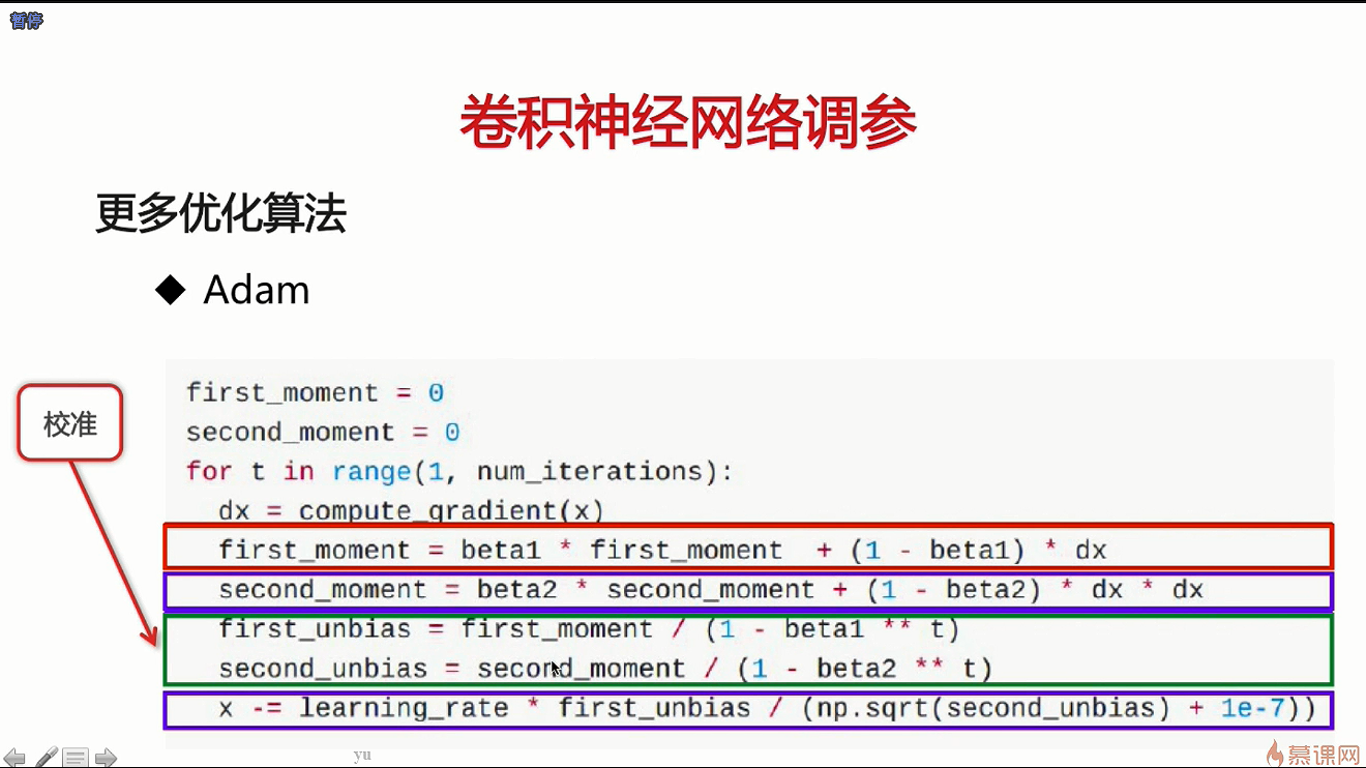 暂停
卷积神经网络调参
更多优化算法
◆ Adam
校准
first_moment = 0
second_moment = 0
for t in range(1, num_iterations):
dx = compute_gradient(x)
first_moment = beta1 * first_moment + (1 - beta1) * dx
second_moment = beta2 * second_moment + (1 - beta2) * dx * dx
first_unbias = first_moment / (1 - beta1 ** t)
second_unbias = second_moment / (1 - beta2 ** t)
x -= learning_rate * first_unbias / (np.sqrt(second_unbias) + 1e-7))
yu
慕课网